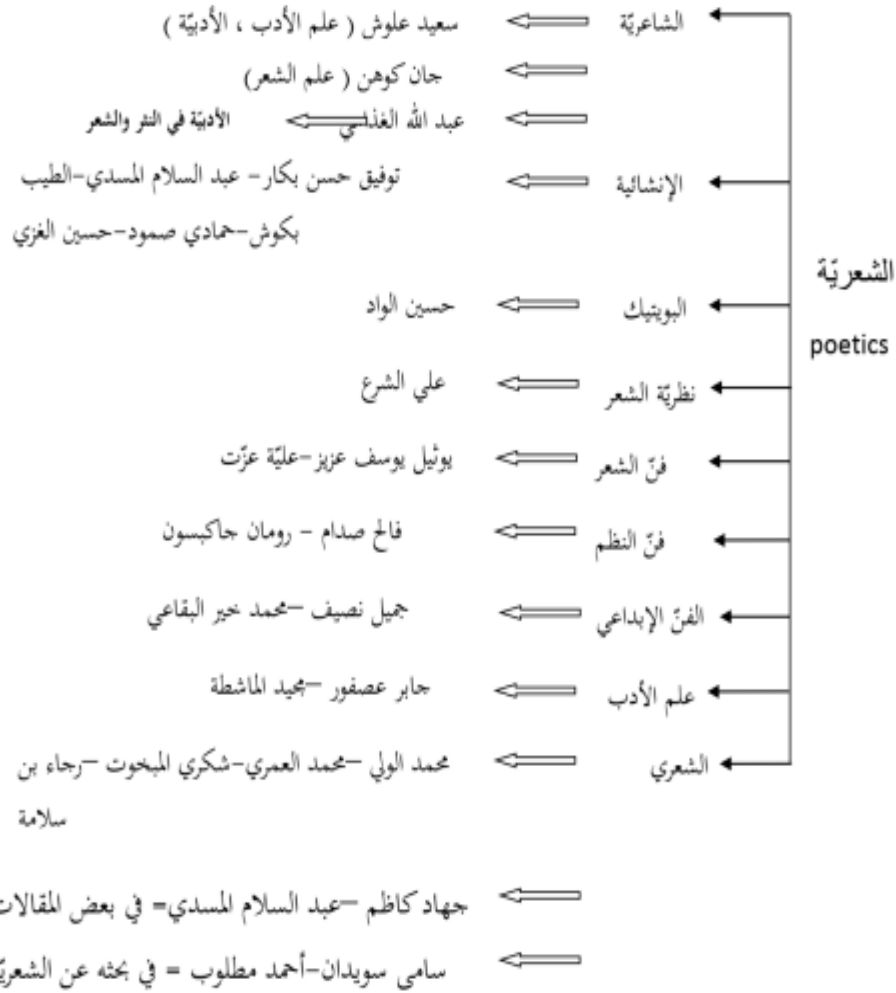 الشعريّة
poetics
الشاعريّة سعيد علوش ( علم الأدب ، الأدبيّة )
جان كوهن ( علم الشعر)
عبد الله الأدبيّة في النثر والشعر
الإنشائية توفيق حسن بكار- عبد السلام المسدي-الطيب
بكوش-حمادي صمود-حسين الغزي
البويتيك حسين الواد
نظريّة الشعر علي الشرع
فنّ الشعر يوئيل يوسف عزيز-عليّة عزّت
فنّ النظم فالح صدام - رومان جاكبسون
الفنّ الإبداعي جميل نصيف –محمد خير البقاعي
علم الأدب جابر عصفور –مجيد الماشطة
الشعري محمد الولي –محمد العمري-شكري المبخوت –رجاء بن
سلامة
جهاد كاظم –عبد السلام المسدي= في بعض المقالات
سامي سويدان-أحمد مطلوب = في بحثه عن